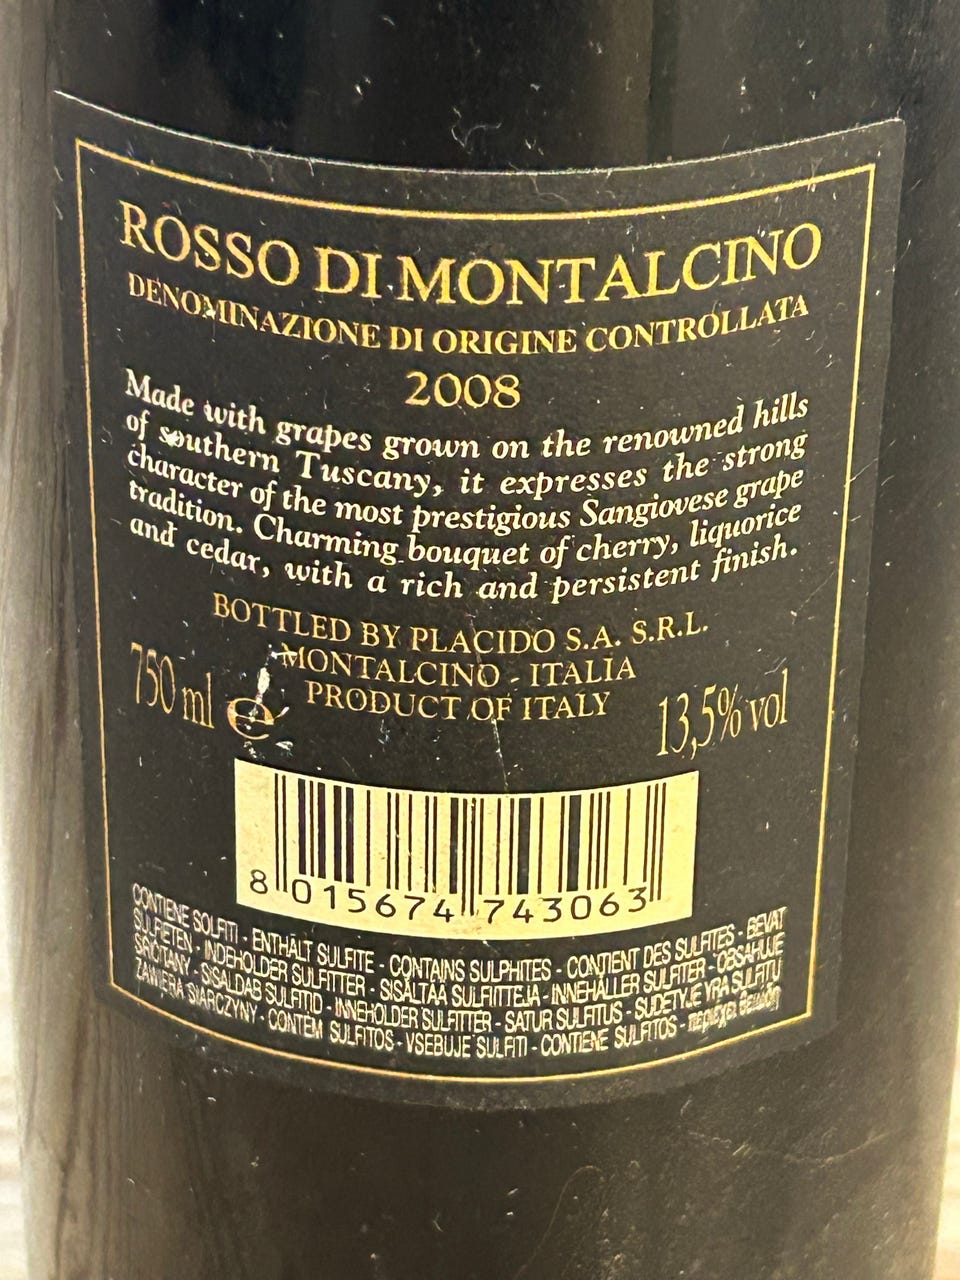 ROSSO DI MONTALCINO
DENOMINAZIONE DI ORIGINE CONTROLLATA
2008
Made with grapes grown on the renowned hills
of southern Tuscany, it expresses the strong
character of the most prestigious Sangiovese grape
tradition. Charming bouquet of cherry, liquorice
and cedar, with a rich and persistent finish.
BOTTLED BY PLACIDO S.A. S.R.L.
MONTALCINO - ITALIA
PRODUCT OF ITALY
750 ml e
13,5% vol
8 015674 743063
CONTIENE SOLFITI - ENTHÄLT SULFITE - CONTAINS SULPHITES - CONTIENT DES SULFITES - BEVAT
SULFIETEN - INDEHOLDER SULFITTER - SISÄLTÄÄ SULFIITTEJA - INNEHÅLLER SULFITER - OBSAHUJE
SIRICITANY - SISALDAB SULFITID - INNEHOLDER SULFITTER - SATUR SULFITUS - SUDETYJE YRA SULFITU
ZAWIERA SIARCZYNY - CONTÉM SULFITOS - VSEBUJE SULFITI - CONTIENE SULFITOS - περιέχει